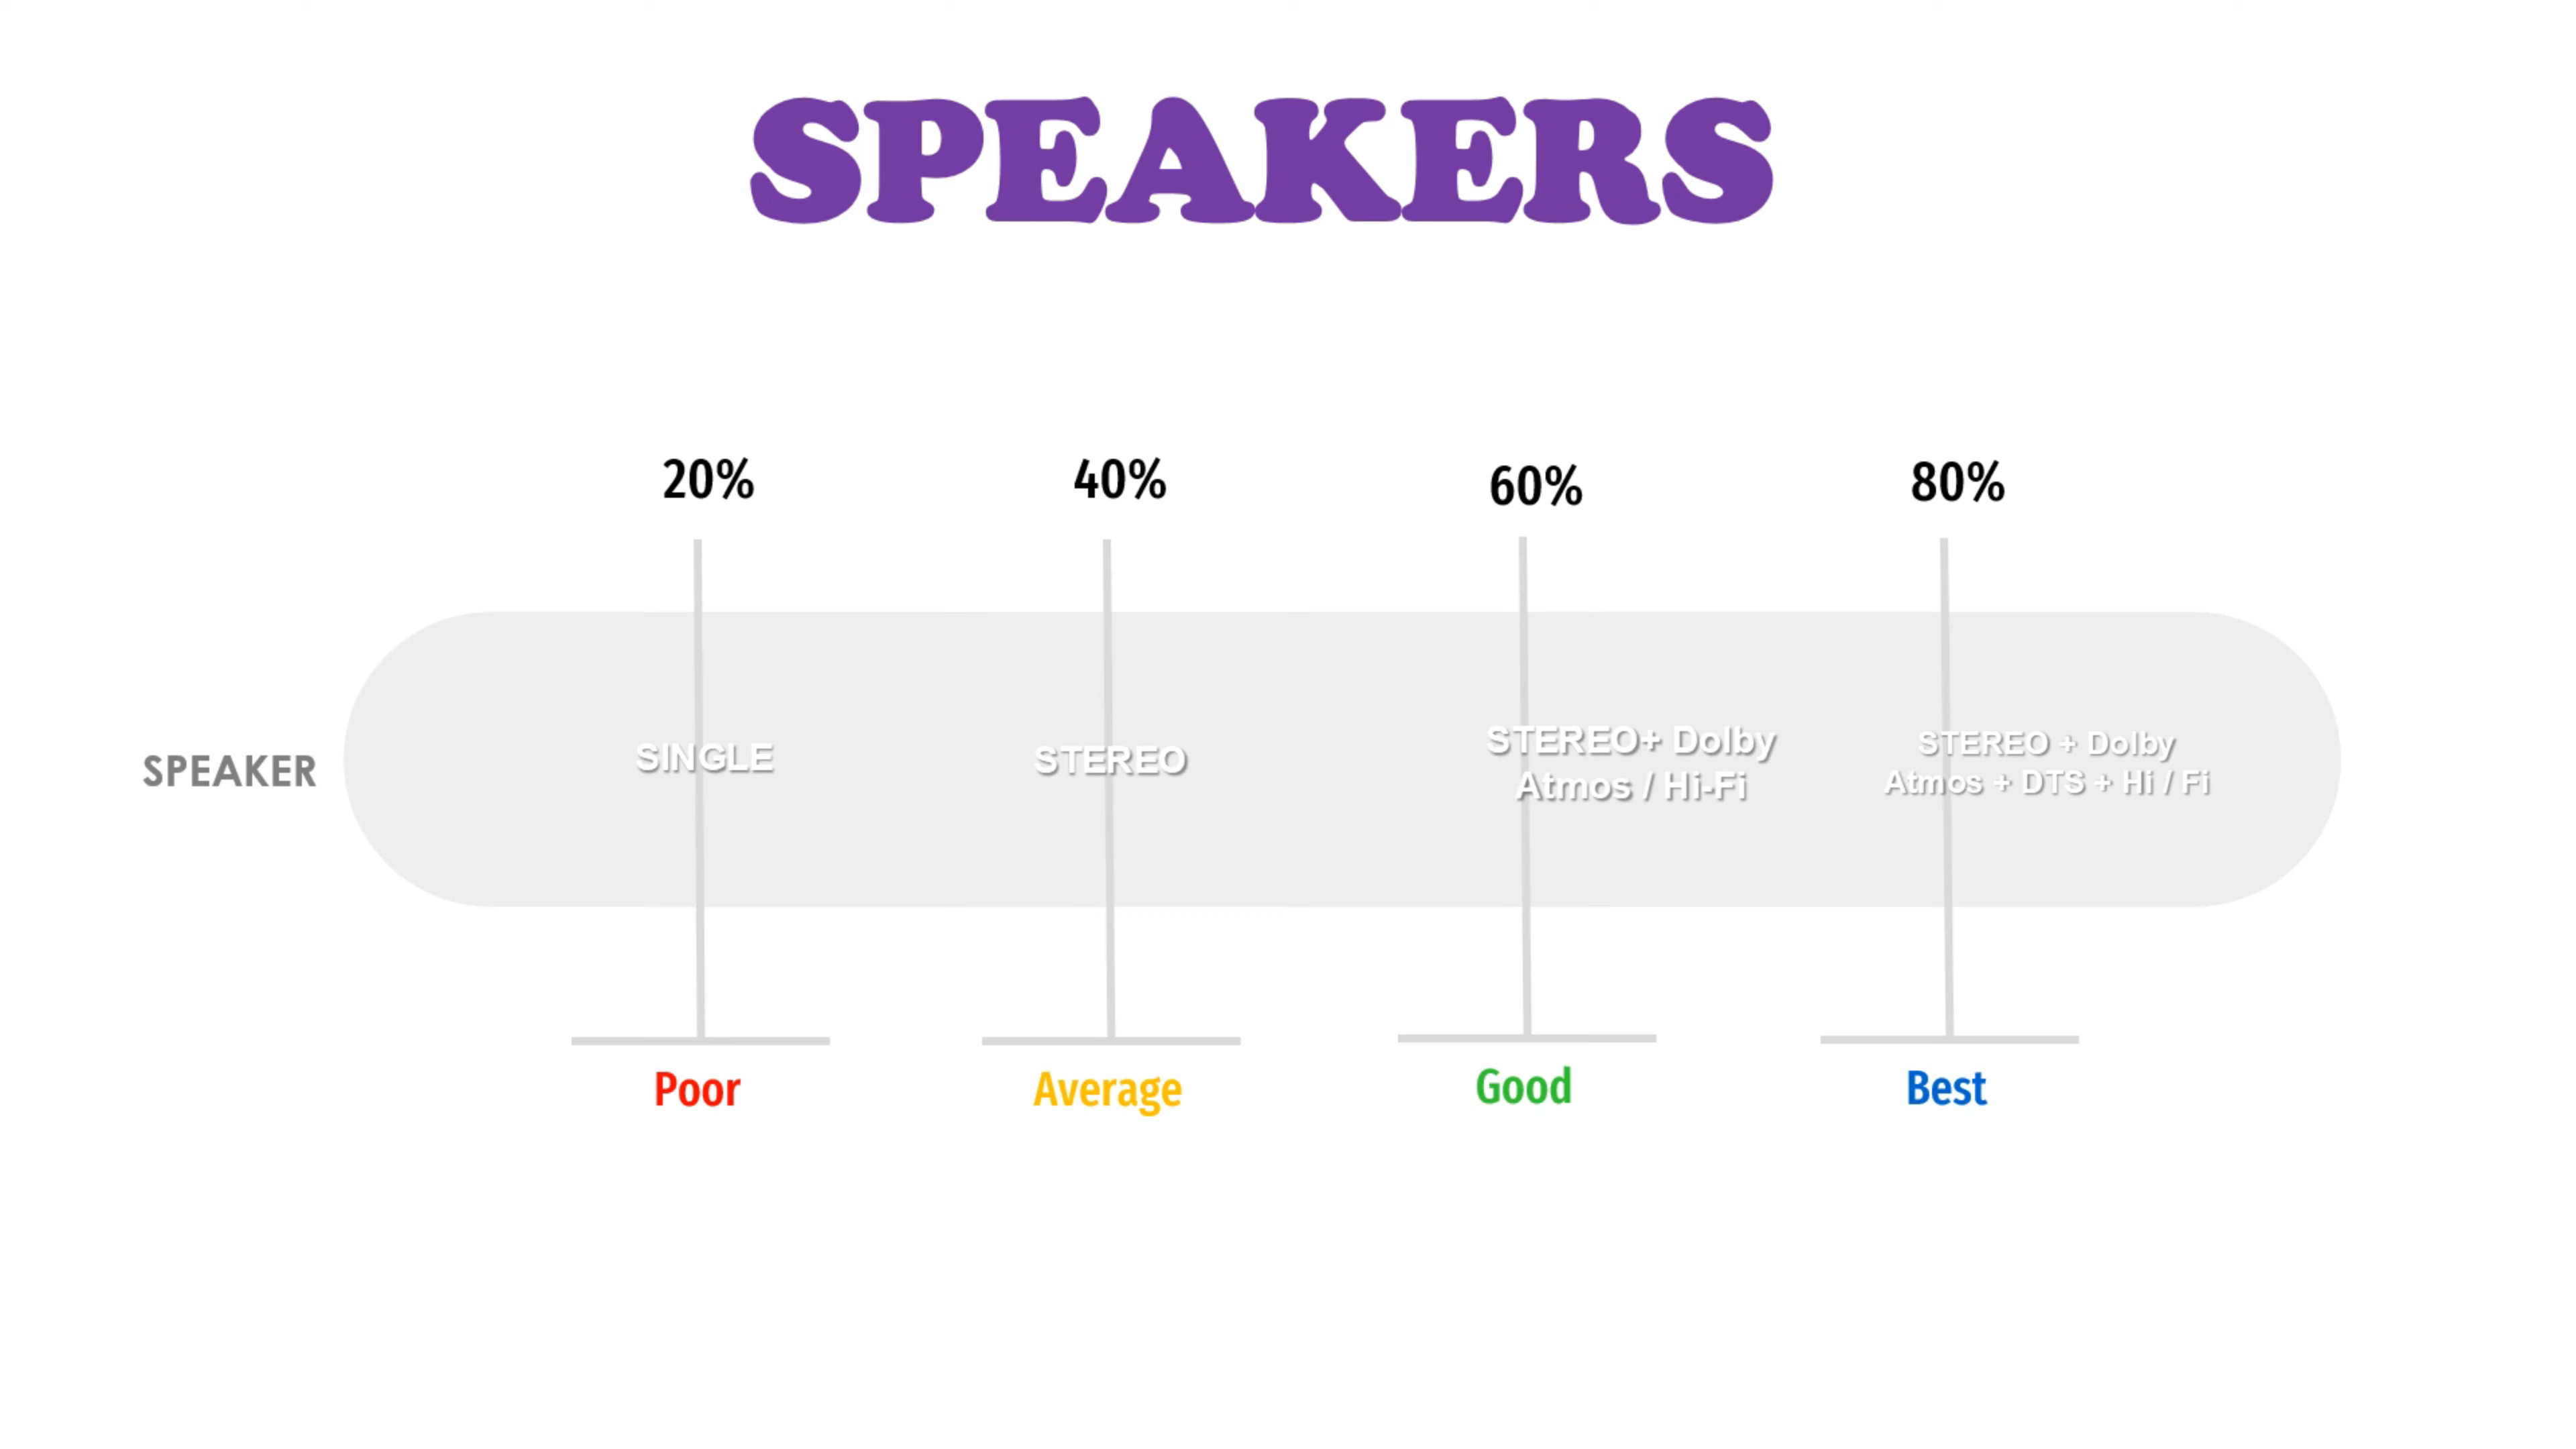 SPEAKERS
20%
40%
60%
80%
SPEAKER
SINGLE
STEREO
STEREO+ Dolby
Atmos / Hi-Fi
STEREO + Dolby
Atmos + DTS + Hi / Fi
Poor
Average
Good
Best